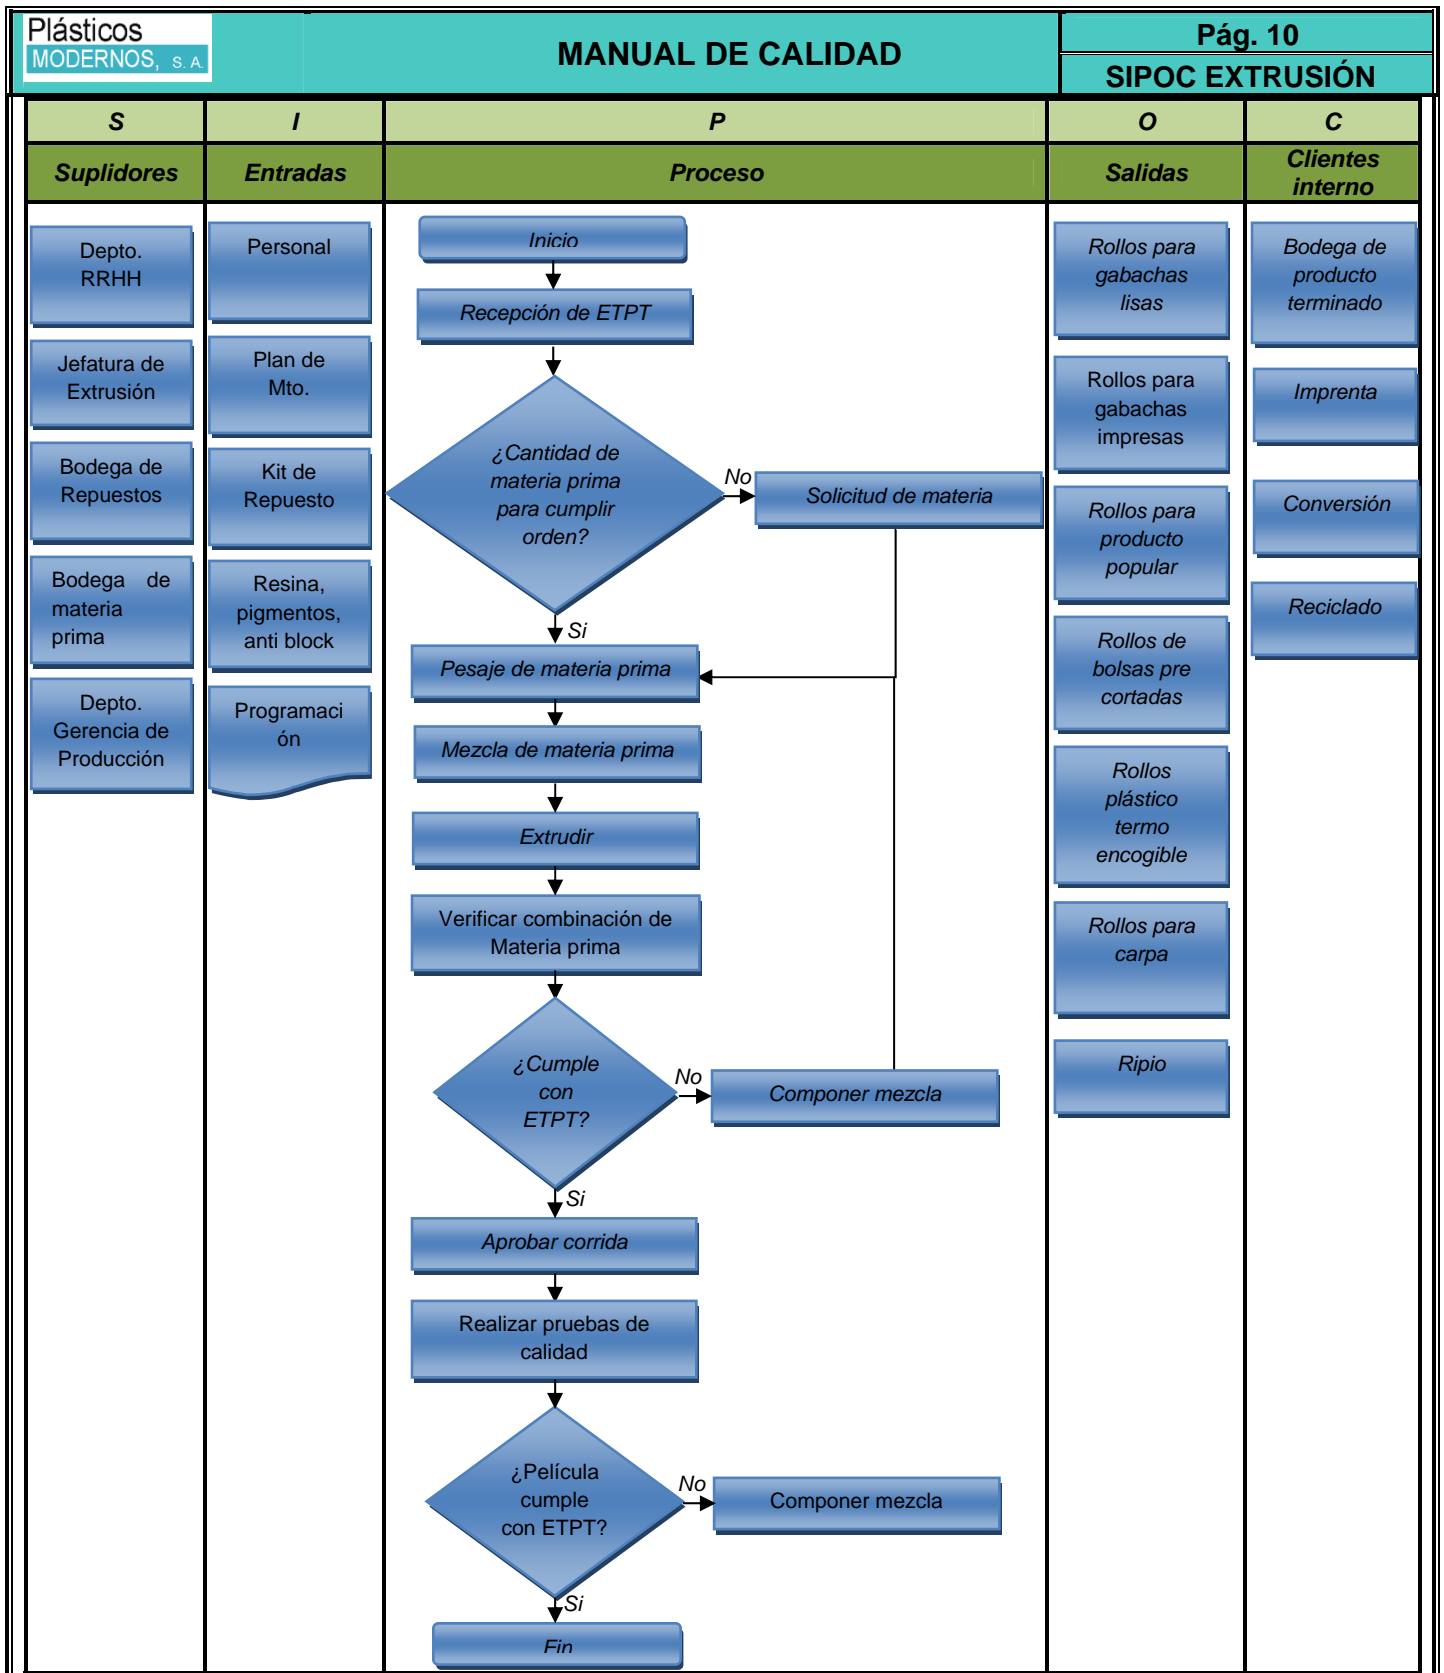 Plásticos
MODERNOS, S. A.
MANUAL DE CALIDAD
Pág. 10
SIPOC EXTRUSIÓN
S
I
P
O
C
Suplidores
Entradas
Proceso
Salidas
Clientes
interno
Depto.
RRHH
Jefatura de
Extrusión
Bodega de
Repuestos
Bodega de
materia
prima
Depto.
Gerencia de
Producción
Personal
Plan de
Mto.
Kit de
Repuesto
Resina,
pigmentos,
anti block
Programaci
ón
Inicio
Recepción de ETPT
¿Cantidad de
materia prima
para cumplir
orden?
No
Solicitud de materia
Si
Pesaje de materia prima
Mezcla de materia prima
Extrudir
Verificar combinación de
Materia prima
¿Cumple
con
ETPT?
No
Componer mezcla
Si
Aprobar corrida
Realizar pruebas de
calidad
¿Película
cumple
con ETPT?
No
Componer mezcla
Si
Fin
Rollos para
gabachas
lisas
Rollos para
gabachas
impresas
Rollos para
producto
popular
Rollos de
bolsas pre
cortadas
Rollos
plástico
termo
encogible
Rollos para
carpa
Ripio
Bodega de
producto
terminado
Imprenta
Conversión
Reciclado